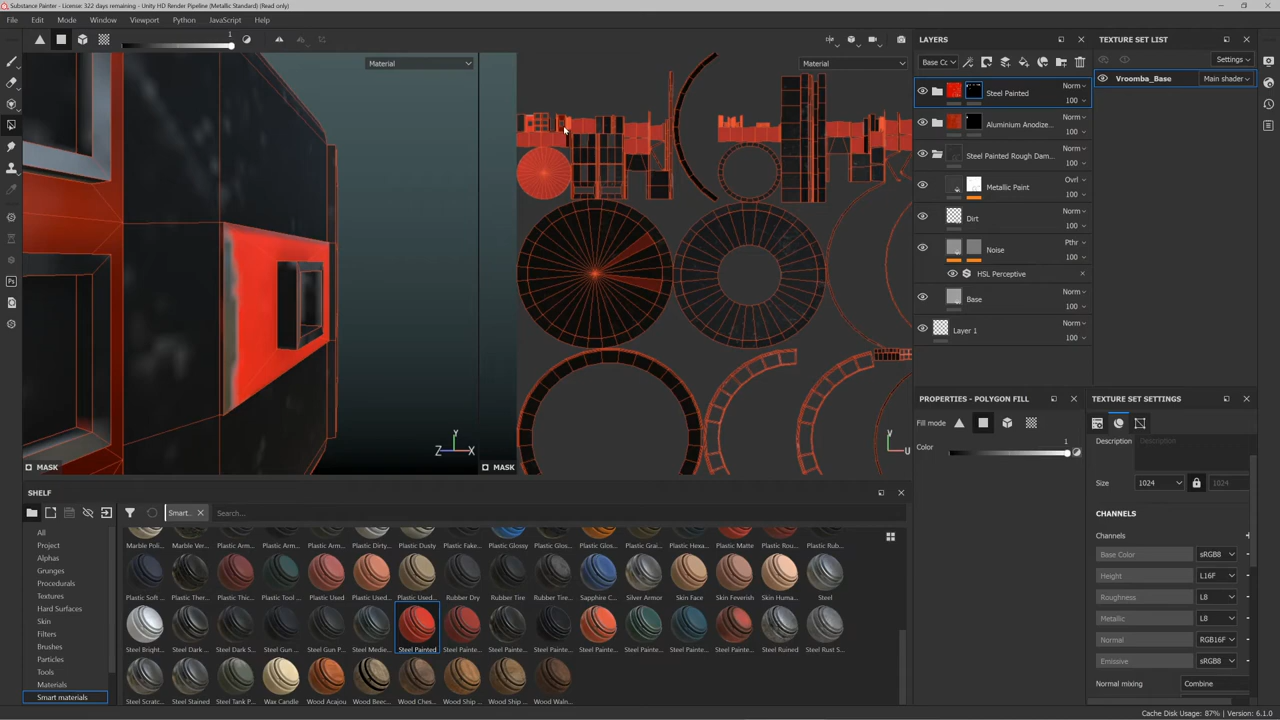 Substance Painter - License: 322 days remaining - Unity HD Render Pipeline (Metallic Standard) (Read only)
File Edit Mode Window Viewport Python JavaScript Help
1
Material
Material
MASK
MASK
Y
Z X
V
U
LAYERS
Base Cc
Steel Painted Norm 100
Aluminium Anodize... Norm 100
Steel Painted Rough Dam... Norm 100
Metallic Paint Ovrl 100
Dirt Norm 100
Noise Pthr 100
HSL Perceptive
Base Norm 100
Layer 1 Norm 100
TEXTURE SET LIST
Settings
Vroomba_Base Main shader
PROPERTIES - POLYGON FILL
Fill mode
Color 1
TEXTURE SET SETTINGS
Description Description
Size 1024 1024
CHANNELS
Channels
Base Color sRGB8
Height L16F
Roughness L8
Metallic L8
Normal RGB16F
Emissive sRGB8
Normal mixing Combine
SHELF
Smart.. Search...
All
Project
Alphas
Grunges
Procedurals
Textures
Hard Surfaces
Skin
Filters
Brushes
Particles
Tools
Materials
Smart materials
Marble Poli... Marble Ver... Plastic Arm... Plastic Arm... Plastic Arm... Plastic Dirty... Plastic Dusty Plastic Fake... Plastic Glossy Plastic Glos... Plastic Glos... Plastic Grai... Plastic Hexa... Plastic Matte Plastic Rou... Plastic Rub...
Plastic Soft ... Plastic Ther... Plastic Thic... Plastic Tool ... Plastic Used Plastic Used... Plastic Used... Rubber Dry Rubber Tire Rubber Tire... Sapphire C... Silver Armor Skin Face Skin Feverish Skin Huma... Steel
Steel Bright... Steel Dark ... Steel Dark S... Steel Gun ... Steel Gun P... Steel Medie... Steel Painted Steel Painte... Steel Painte... Steel Painte... Steel Painte... Steel Painte... Steel Painte... Steel Painte... Steel Ruined Steel Rust S...
Steel Scratc... Steel Stained Steel Tank P... Wax Candle Wood Acajou Wood Beec... Wood Ches... Wood Ship ... Wood Ship ... Wood Waln...
Cache Disk Usage: 87% | Version: 6.1.0